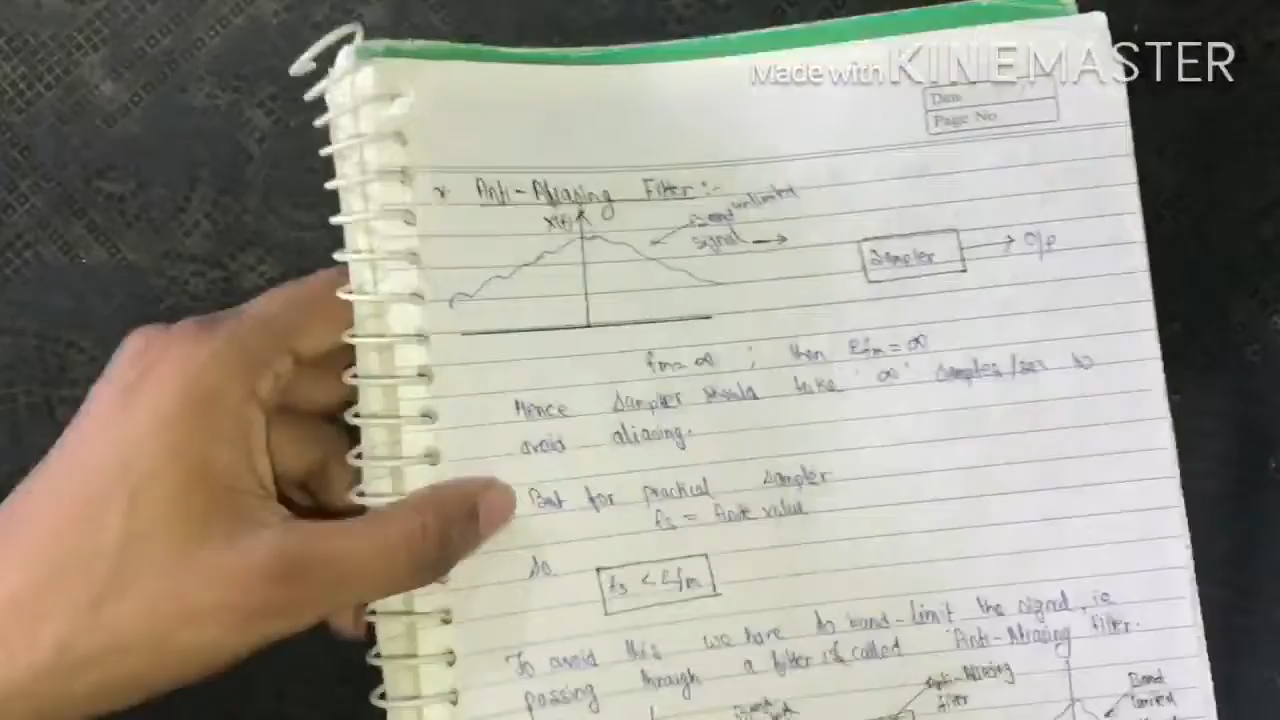 Made with KINEMASTER
Date
Page No
Anti-Aliasing Filter :-
X(f)
Band unlimited
signal
Sampler → O/P
fm = ∞ ; then 2fm = ∞
Hence sampler should take '∞' samples/sec to
avoid aliasing.
But for practical sampler
fs = finite value
So
fs < 2fm
To avoid this we have to band-limit the signal, ie
passing through a filter is called Anti-Aliasing filter.
Anti-Aliasing
filter
Band
limited